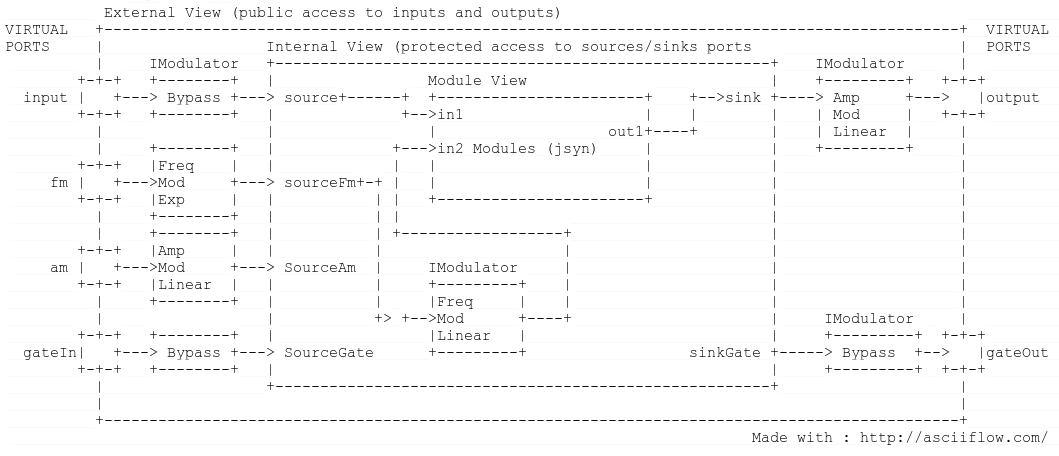 External View (public access to inputs and outputs)
VIRTUAL VIRTUAL
PORTS Internal View (protected access to sources/sinks ports PORTS
IModulator IModulator
Module View
input Bypass source sink Amp output
in1 Mod
out1 Linear
in2 Modules (jsyn)
Freq
fm Mod sourceFm
Exp
Amp
am Mod SourceAm IModulator
Linear
Freq
Mod IModulator
Linear
gateIn Bypass SourceGate sinkGate Bypass gateOut
Made with : http://asciiflow.com/